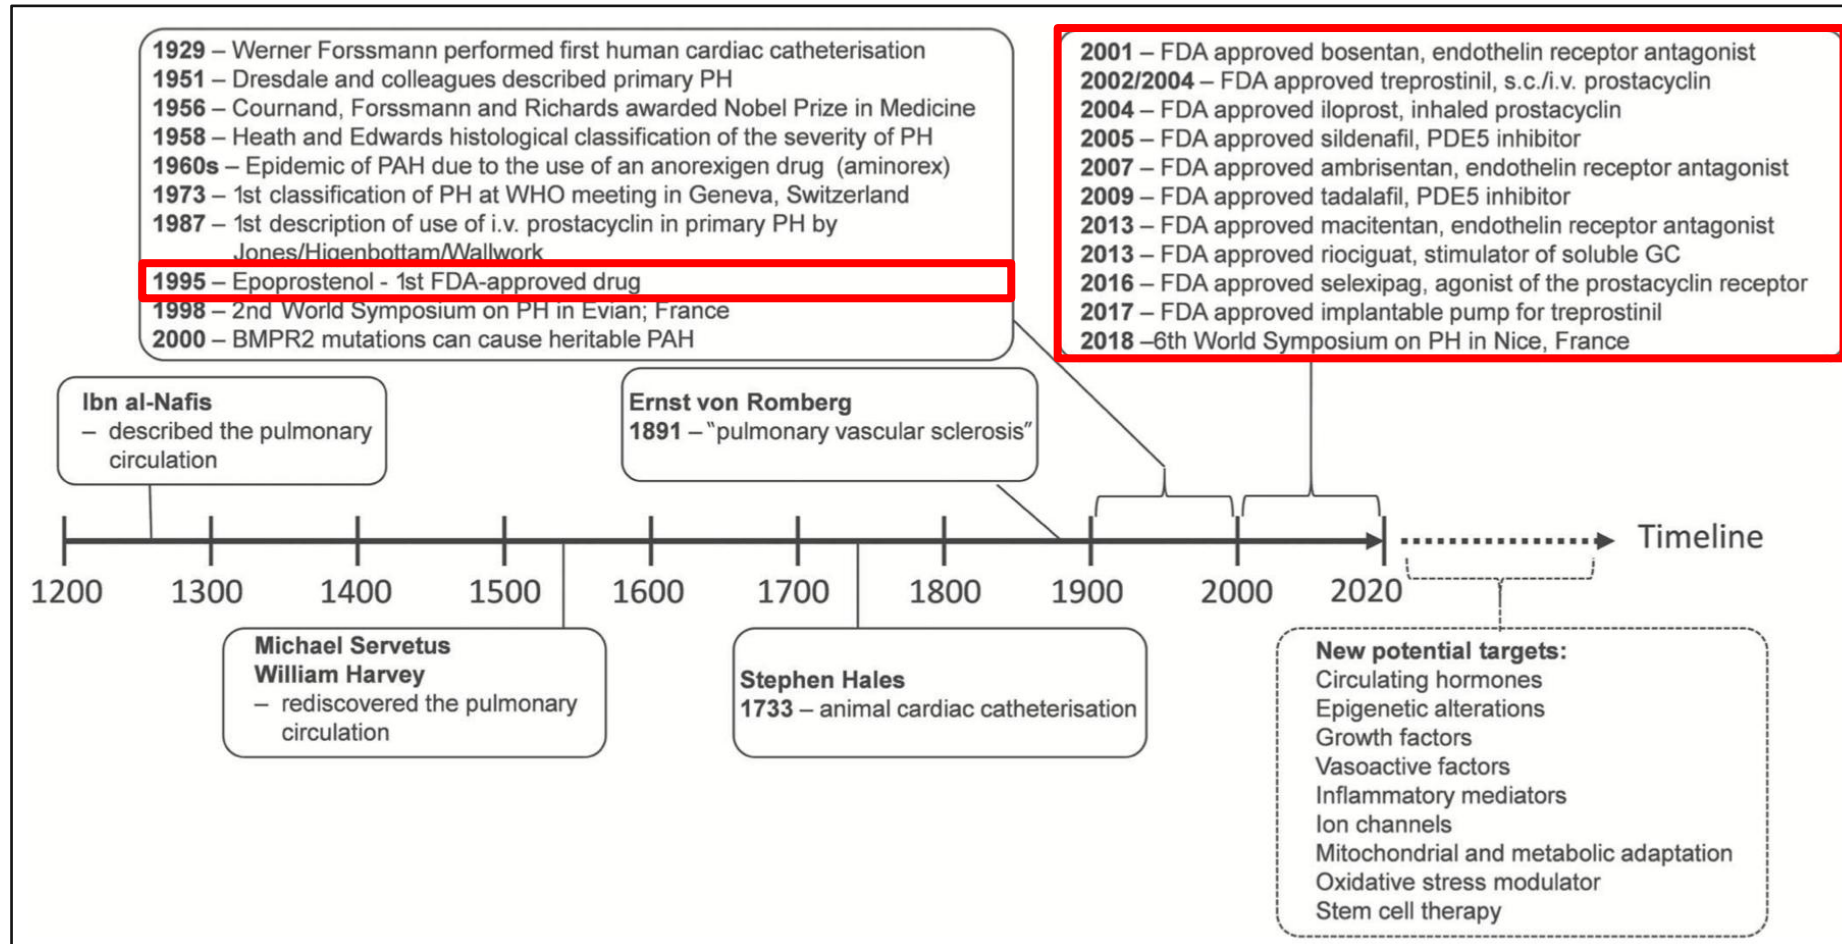 1929 – Werner Forssmann performed first human cardiac catheterisation
1951 – Dresdale and colleagues described primary PH
1956 – Cournand, Forssmann and Richards awarded Nobel Prize in Medicine
1958 – Heath and Edwards histological classification of the severity of PH
1960s – Epidemic of PAH due to the use of an anorexigen drug (aminorex)
1973 – 1st classification of PH at WHO meeting in Geneva, Switzerland
1987 – 1st description of use of i.v. prostacyclin in primary PH by
Jones/Higenbottam/Wallwork
1995 – Epoprostenol - 1st FDA-approved drug
1998 – 2nd World Symposium on PH in Evian; France
2000 – BMPR2 mutations can cause heritable PAH
2001 – FDA approved bosentan, endothelin receptor antagonist
2002/2004 – FDA approved treprostinil, s.c./i.v. prostacyclin
2004 – FDA approved iloprost, inhaled prostacyclin
2005 – FDA approved sildenafil, PDE5 inhibitor
2007 – FDA approved ambrisentan, endothelin receptor antagonist
2009 – FDA approved tadalafil, PDE5 inhibitor
2013 – FDA approved macitentan, endothelin receptor antagonist
2013 – FDA approved riociguat, stimulator of soluble GC
2016 – FDA approved selexipag, agonist of the prostacyclin receptor
2017 – FDA approved implantable pump for treprostinil
2018 –6th World Symposium on PH in Nice, France
Ibn al-Nafis
– described the pulmonary
circulation
Ernst von Romberg
1891 – "pulmonary vascular sclerosis"
Timeline
1200 1300 1400 1500 1600 1700 1800 1900 2000 2020
Michael Servetus
William Harvey
– rediscovered the pulmonary
circulation
Stephen Hales
1733 – animal cardiac catheterisation
New potential targets:
Circulating hormones
Epigenetic alterations
Growth factors
Vasoactive factors
Inflammatory mediators
Ion channels
Mitochondrial and metabolic adaptation
Oxidative stress modulator
Stem cell therapy